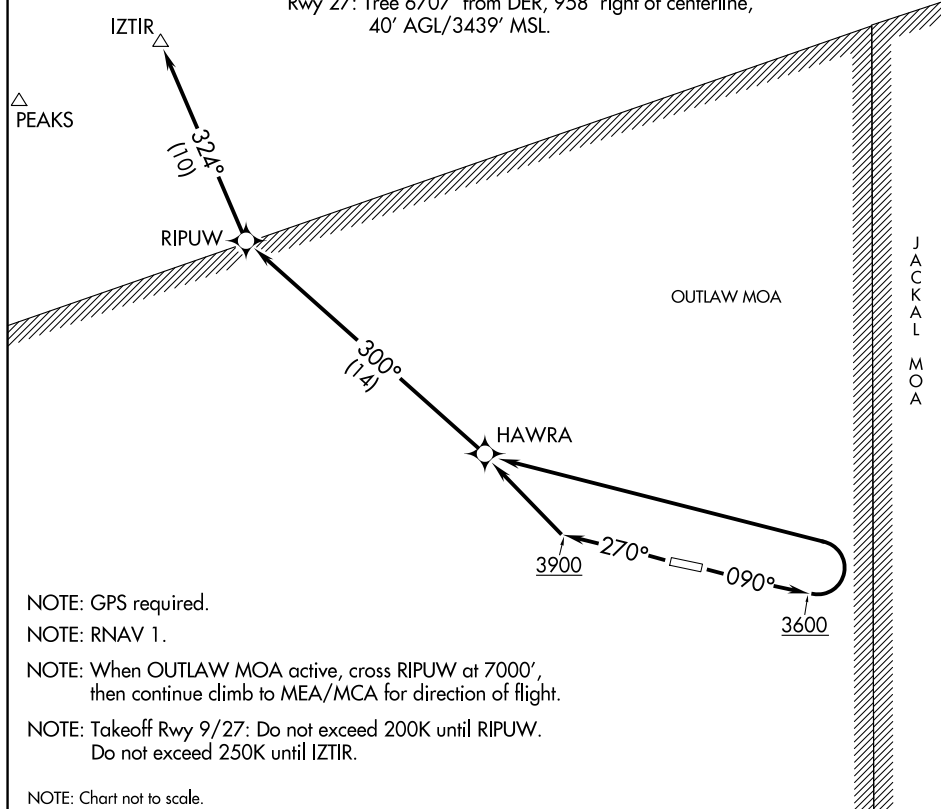 Rwy 27: Tree 6707' from DER, 958' right of centerline,
40' AGL/3439' MSL.
IZTIR
PEAKS
324°
(10)
RIPUW
JACKAL MOA
OUTLAW MOA
300°
(14)
HAWRA
270°
090°
3900
3600
NOTE: GPS required.
NOTE: RNAV 1.
NOTE: When OUTLAW MOA active, cross RIPUW at 7000',
then continue climb to MEA/MCA for direction of flight.
NOTE: Takeoff Rwy 9/27: Do not exceed 200K until RIPUW.
Do not exceed 250K until IZTIR.
NOTE: Chart not to scale.